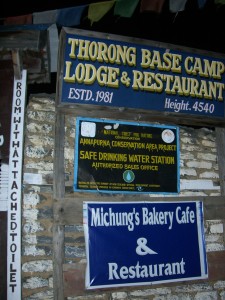 THORONG BASE CAMP
LODGE & RESTAURANT
ESTD. 1981
Height. 4540
ANNAPURNA CONSERVATION AREA PROJECT
SAFE DRINKING WATER STATION
AUTHORIZED SALES OFFICE
Michung's Bakery Cafe
&
Restaurant
ROOM WITH ATTACHED TOILET